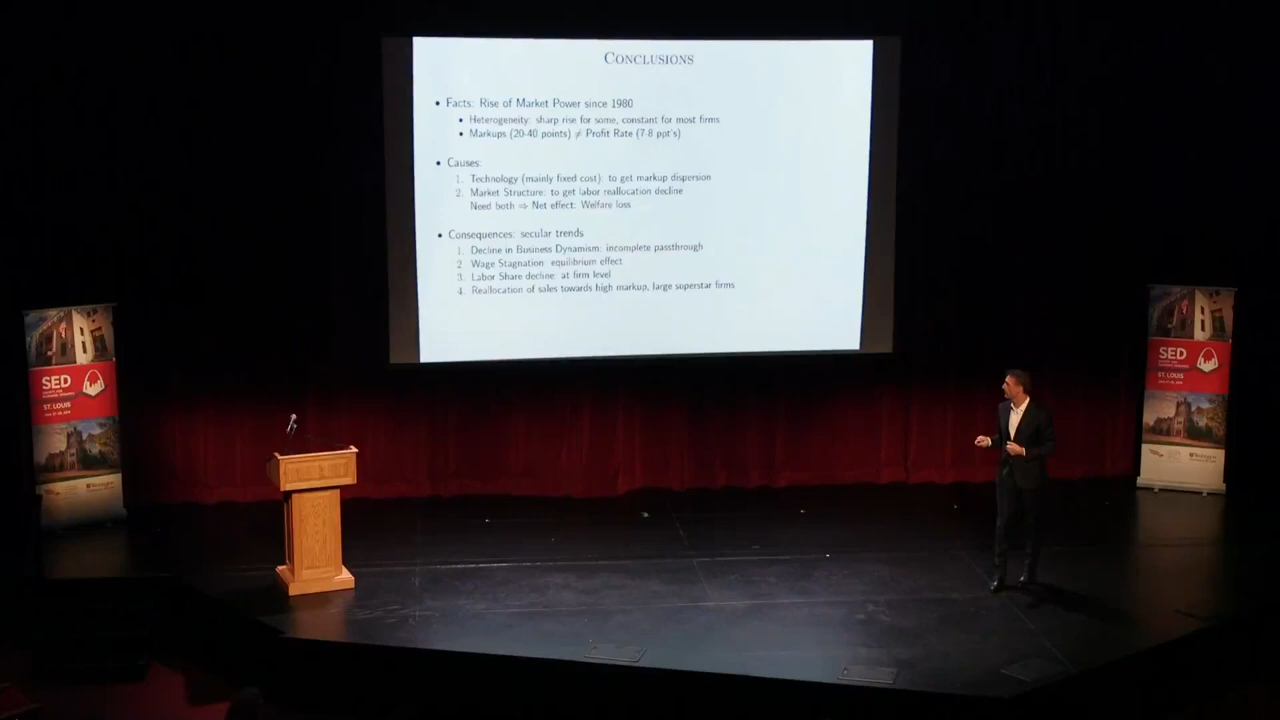 CONCLUSIONS
• Facts: Rise of Market Power since 1980
• Heterogeneity: sharp rise for some, constant for most firms
• Markups (20-40 points) ≠ Profit Rate (7-8 ppt's)
• Causes:
1. Technology (mainly fixed cost): to get markup dispersion
2. Market Structure: to get labor reallocation decline
Need both ⇒ Net effect: Welfare loss
• Consequences: secular trends
1. Decline in Business Dynamism: incomplete passthrough
2. Wage Stagnation: equilibrium effect
3. Labor Share decline: at firm level
4. Reallocation of sales towards high markup, large superstar firms
SED
ST. LOUIS
SED
ST. LOUIS